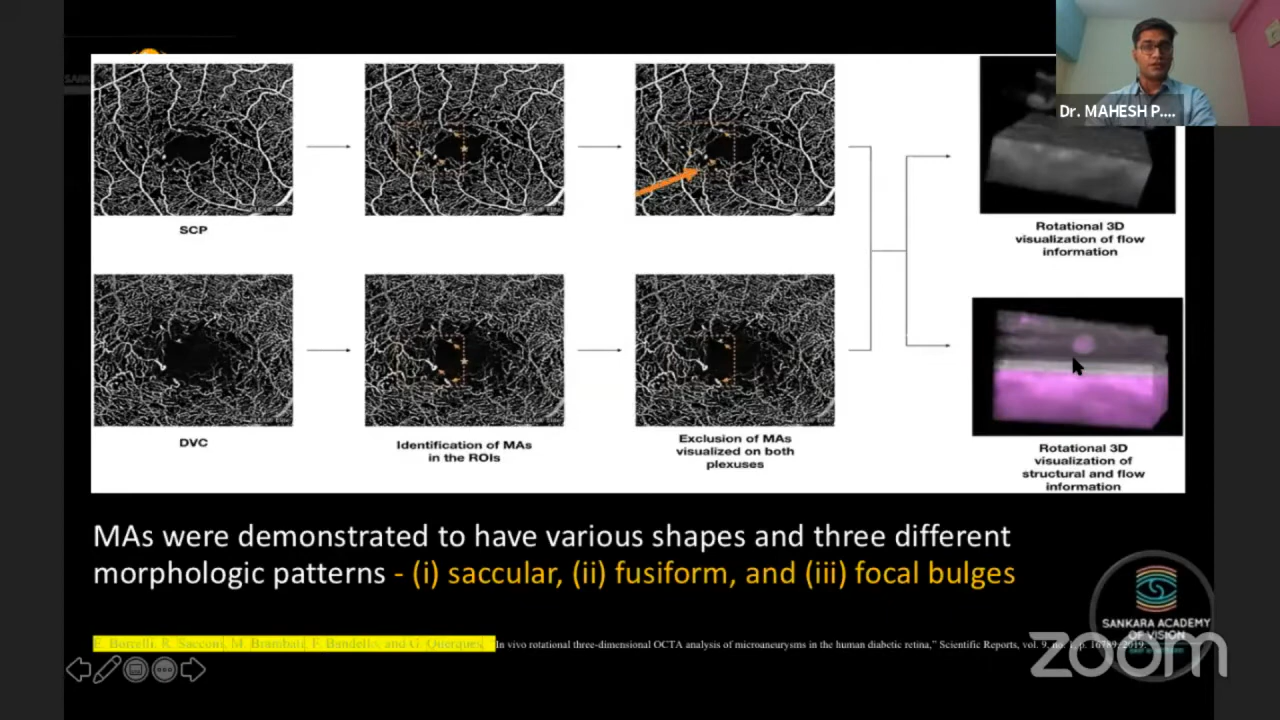 Dr. MAHESH P....
SCP
Rotational 3D
visualization of flow
information
DVC
Identification of MAs
in the ROIs
Exclusion of MAs
visualized on both
plexuses
Rotational 3D
visualization of
structural and flow
information
MAs were demonstrated to have various shapes and three different
morphologic patterns - (i) saccular, (ii) fusiform, and (iii) focal bulges
E. Borrelli, R. Sacconi, M. Brambati, F. Bandello, and G. Querques, In vivo rotational three-dimensional OCTA analysis of microaneurysms in the human diabetic retina,” Scientific Reports, vol. 9, no. 1, p. 16789, 2019.
SANKARA ACADEMY
OF VISION
zoom